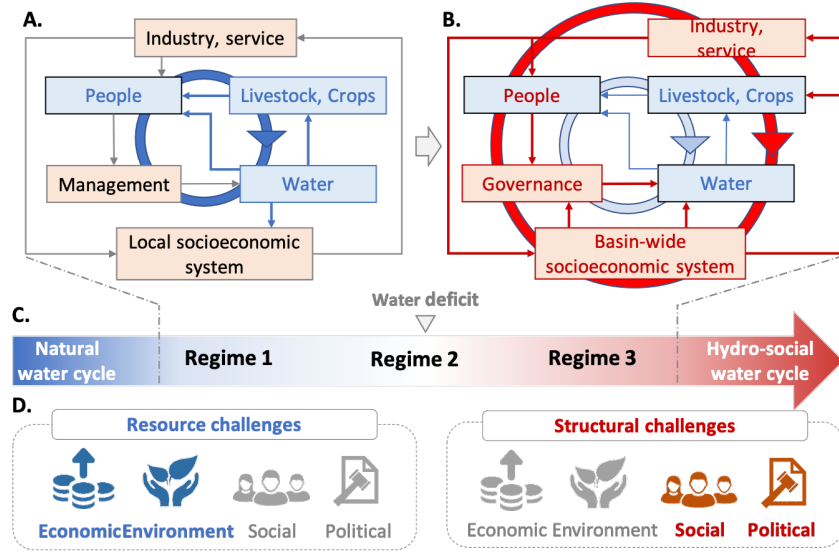 A.
Industry, service
People
Livestock, Crops
Management
Water
Local socioeconomic
system
B.
Industry,
service
People
Livestock, Crops
Governance
Water
Basin-wide
socioeconomic system
Water deficit
C.
Natural
water cycle
Regime 1
Regime 2
Regime 3
Hydro-social
water cycle
D.
Resource challenges
Economic
Environment
Social
Political
Structural challenges
Economic
Environment
Social
Political